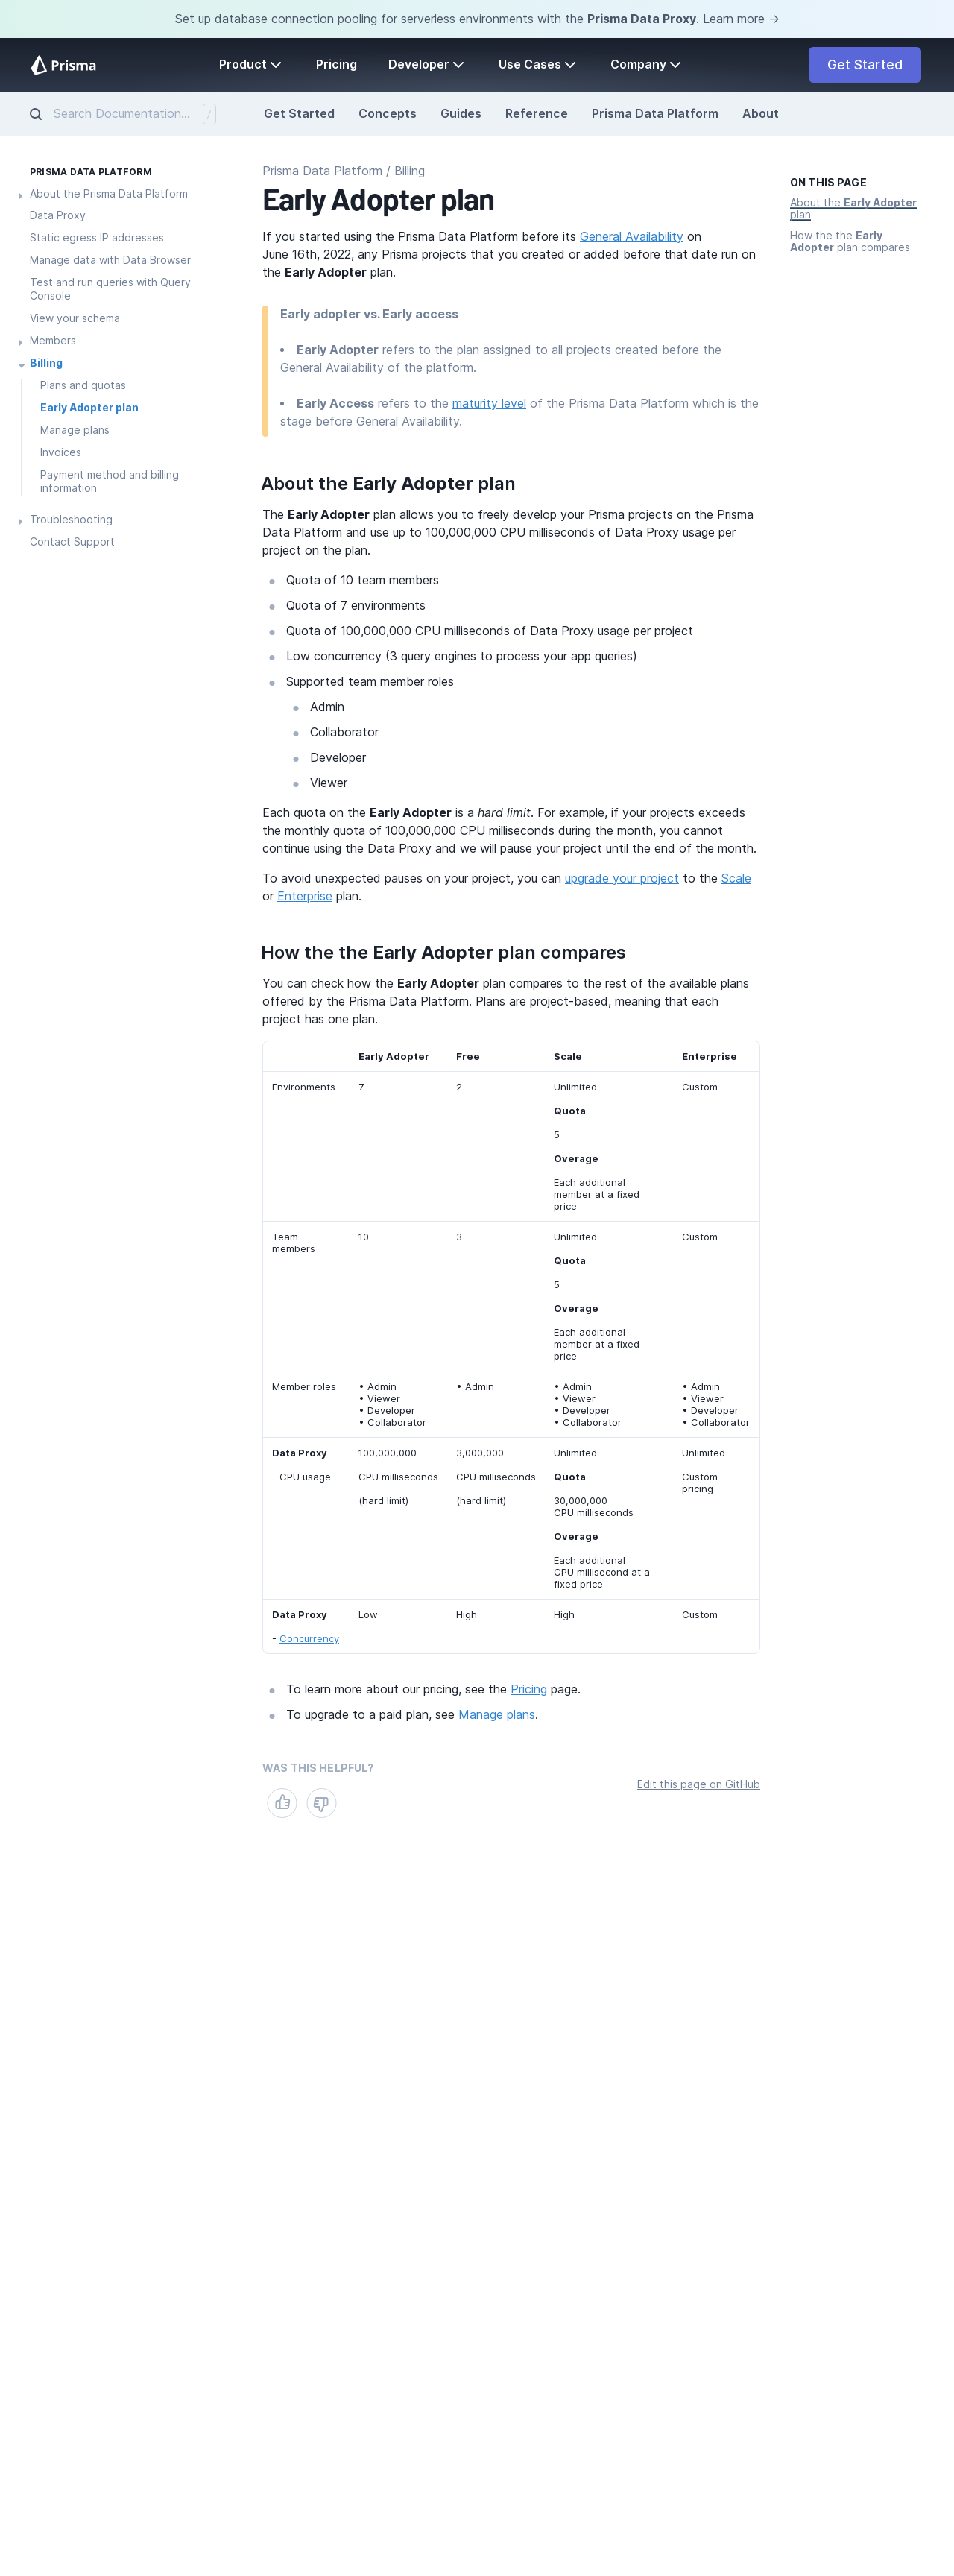 Set up database connection pooling for serverless environments with the Prisma Data Proxy. Learn more →
Prisma
Product
Pricing
Developer
Use Cases
Company
Get Started
Search Documentation...
/
Get Started
Concepts
Guides
Reference
Prisma Data Platform
About
PRISMA DATA PLATFORM
About the Prisma Data Platform
Data Proxy
Static egress IP addresses
Manage data with Data Browser
Test and run queries with Query
Console
View your schema
Members
Billing
Plans and quotas
Early Adopter plan
Manage plans
Invoices
Payment method and billing
information
Troubleshooting
Contact Support
Prisma Data Platform / Billing
Early Adopter plan
If you started using the Prisma Data Platform before its General Availability on
June 16th, 2022, any Prisma projects that you created or added before that date run on
the Early Adopter plan.
Early adopter vs. Early access
• Early Adopter refers to the plan assigned to all projects created before the
General Availability of the platform.
• Early Access refers to the maturity level of the Prisma Data Platform which is the
stage before General Availability.
About the Early Adopter plan
The Early Adopter plan allows you to freely develop your Prisma projects on the Prisma
Data Platform and use up to 100,000,000 CPU milliseconds of Data Proxy usage per
project on the plan.
Quota of 10 team members
Quota of 7 environments
Quota of 100,000,000 CPU milliseconds of Data Proxy usage per project
Low concurrency (3 query engines to process your app queries)
Supported team member roles
Admin
Collaborator
Developer
Viewer
Each quota on the Early Adopter is a hard limit. For example, if your projects exceeds
the monthly quota of 100,000,000 CPU milliseconds during the month, you cannot
continue using the Data Proxy and we will pause your project until the end of the month.
To avoid unexpected pauses on your project, you can upgrade your project to the Scale
or Enterprise plan.
How the the Early Adopter plan compares
You can check how the Early Adopter plan compares to the rest of the available plans
offered by the Prisma Data Platform. Plans are project-based, meaning that each
project has one plan.
Early Adopter
Free
Scale
Enterprise
Environments
7
2
Unlimited
Quota
5
Overage
Each additional
member at a fixed
price
Custom
Team
members
10
3
Unlimited
Quota
5
Overage
Each additional
member at a fixed
price
Custom
Member roles
• Admin
• Viewer
• Developer
• Collaborator
• Admin
• Admin
• Viewer
• Developer
• Collaborator
• Admin
• Viewer
• Developer
• Collaborator
Data Proxy
- CPU usage
100,000,000
CPU milliseconds
(hard limit)
3,000,000
CPU milliseconds
(hard limit)
Unlimited
Quota
30,000,000
CPU milliseconds
Overage
Each additional
CPU millisecond at a
fixed price
Unlimited
Custom
pricing
Data Proxy
- Concurrency
Low
High
High
Custom
To learn more about our pricing, see the Pricing page.
To upgrade to a paid plan, see Manage plans.
WAS THIS HELPFUL?
Edit this page on GitHub
ON THIS PAGE
About the Early Adopter
plan
How the the Early
Adopter plan compares